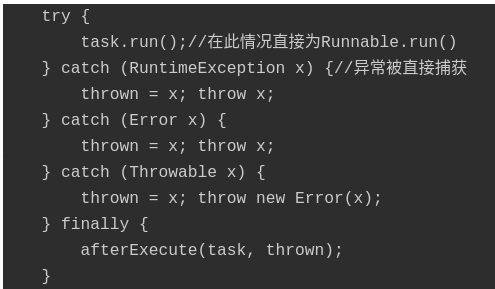 try {
    task.run();//在此情况直接为Runnable.run()
} catch (RuntimeException x) {//异常被直接捕获
    thrown = x; throw x;
} catch (Error x) {
    thrown = x; throw x;
} catch (Throwable x) {
    thrown = x; throw new Error(x);
} finally {
    afterExecute(task, thrown);
}